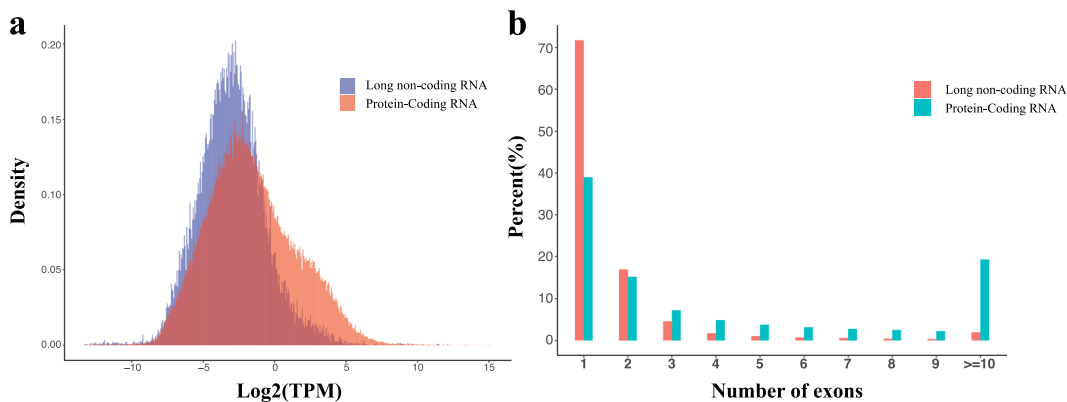 a
0.20
0.15
0.10
0.05
0.00
Density
−10
−5
0
5
10
15
Log2(TPM)
Long non-coding RNA
Protein-Coding RNA
b
70
60
50
40
30
20
10
0
Percent(%)
1
2
3
4
5
6
7
8
9
>=10
Number of exons
Long non-coding RNA
Protein-Coding RNA